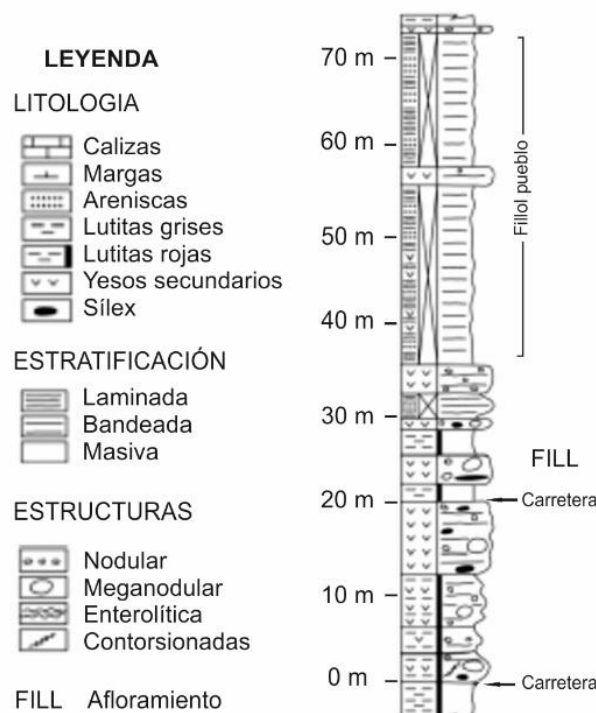 LEYENDA
LITOLOGIA
Calizas
Margas
Areniscas
Lutitas grises
Lutitas rojas
Yesos secundarios
Sílex
ESTRATIFICACIÓN
Laminada
Bandeada
Masiva
ESTRUCTURAS
Nodular
Meganodular
Enterolítica
Contorsionadas
FILL Afloramiento
70 m
60 m
50 m
40 m
30 m
20 m
10 m
0 m
Fillol pueblo
FILL
Carretera
Carretera